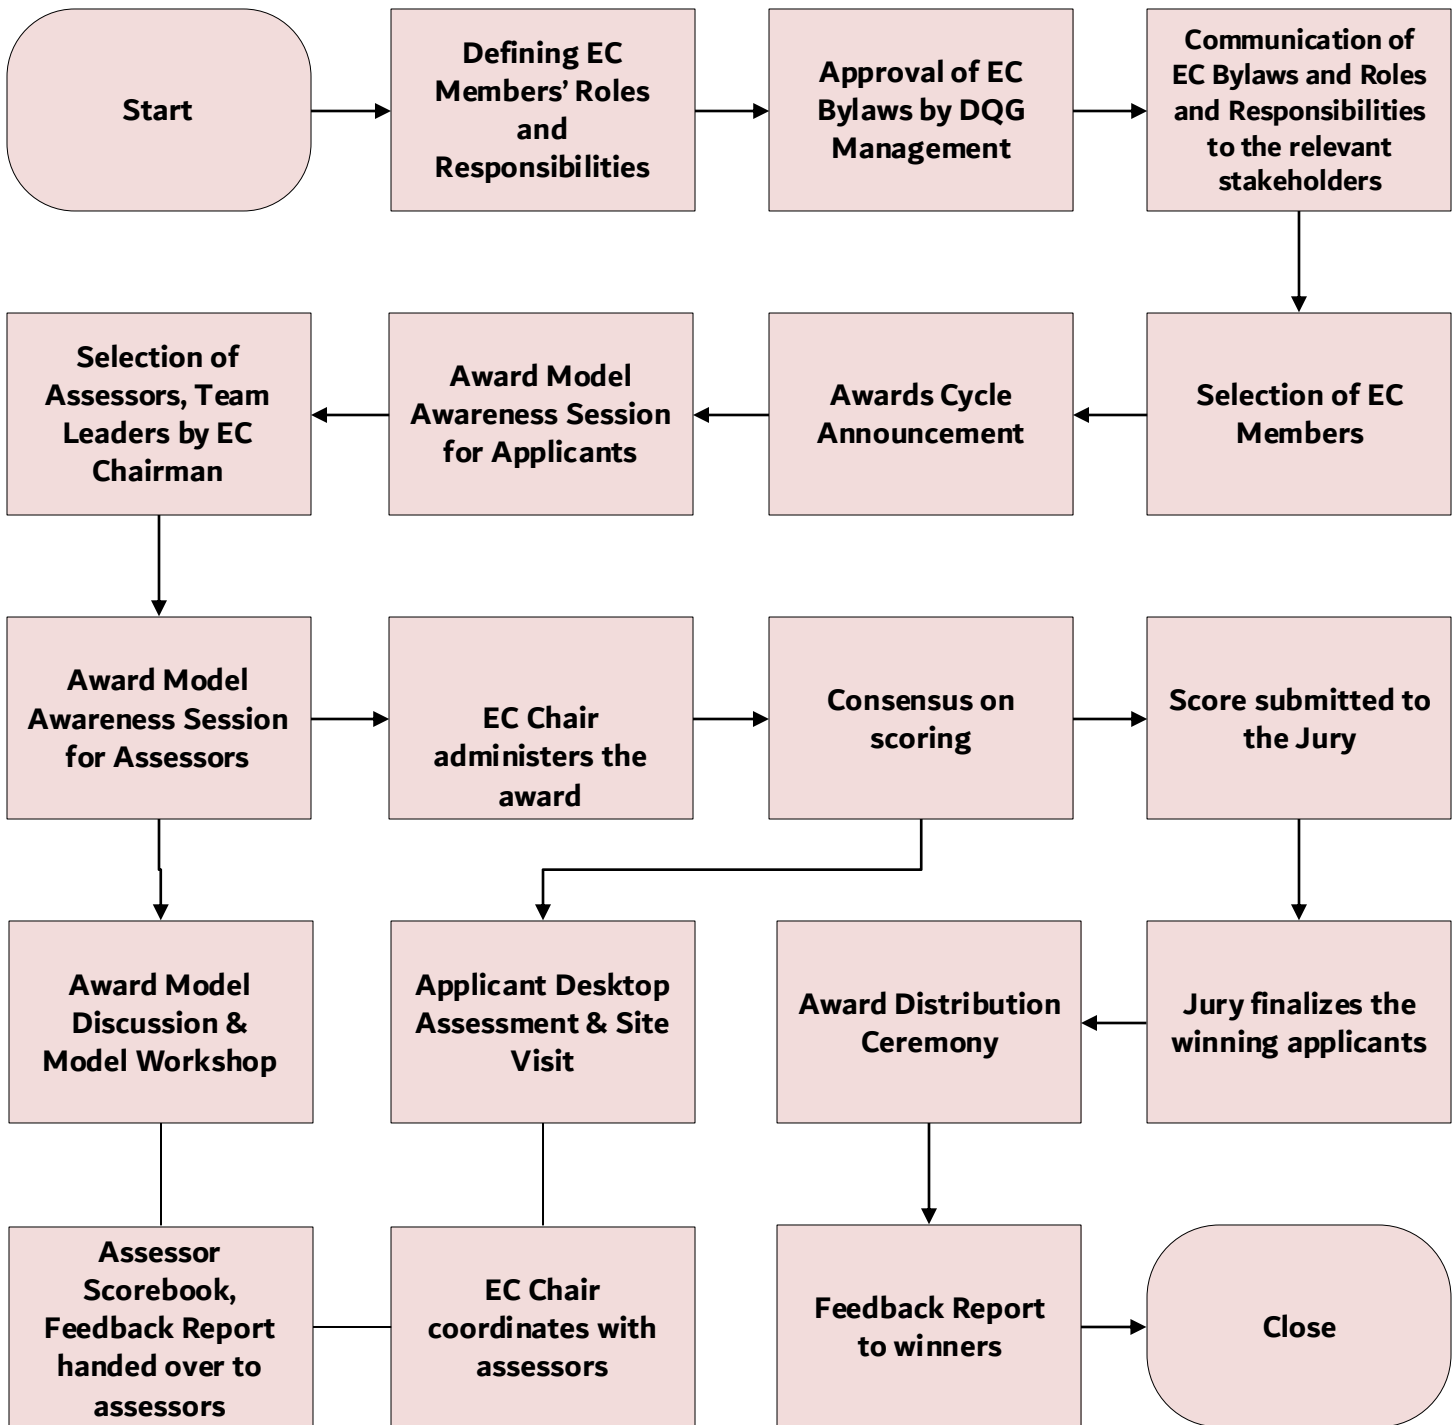 Start
Defining EC
Members’ Roles
and
Responsibilities
Approval of EC
Bylaws by DQG
Management
Communication of
EC Bylaws and Roles
and Responsibilities
to the relevant
stakeholders
Selection of
Assessors, Team
Leaders by EC
Chairman
Award Model
Awareness Session
for Applicants
Awards Cycle
Announcement
Selection of EC
Members
Award Model
Awareness Session
for Assessors
EC Chair
administers the
award
Consensus on
scoring
Score submitted to
the Jury
Award Model
Discussion &
Model Workshop
Applicant Desktop
Assessment & Site
Visit
Award Distribution
Ceremony
Jury finalizes the
winning applicants
Assessor
Scorebook,
Feedback Report
handed over to
assessors
EC Chair
coordinates with
assessors
Feedback Report
to winners
Close